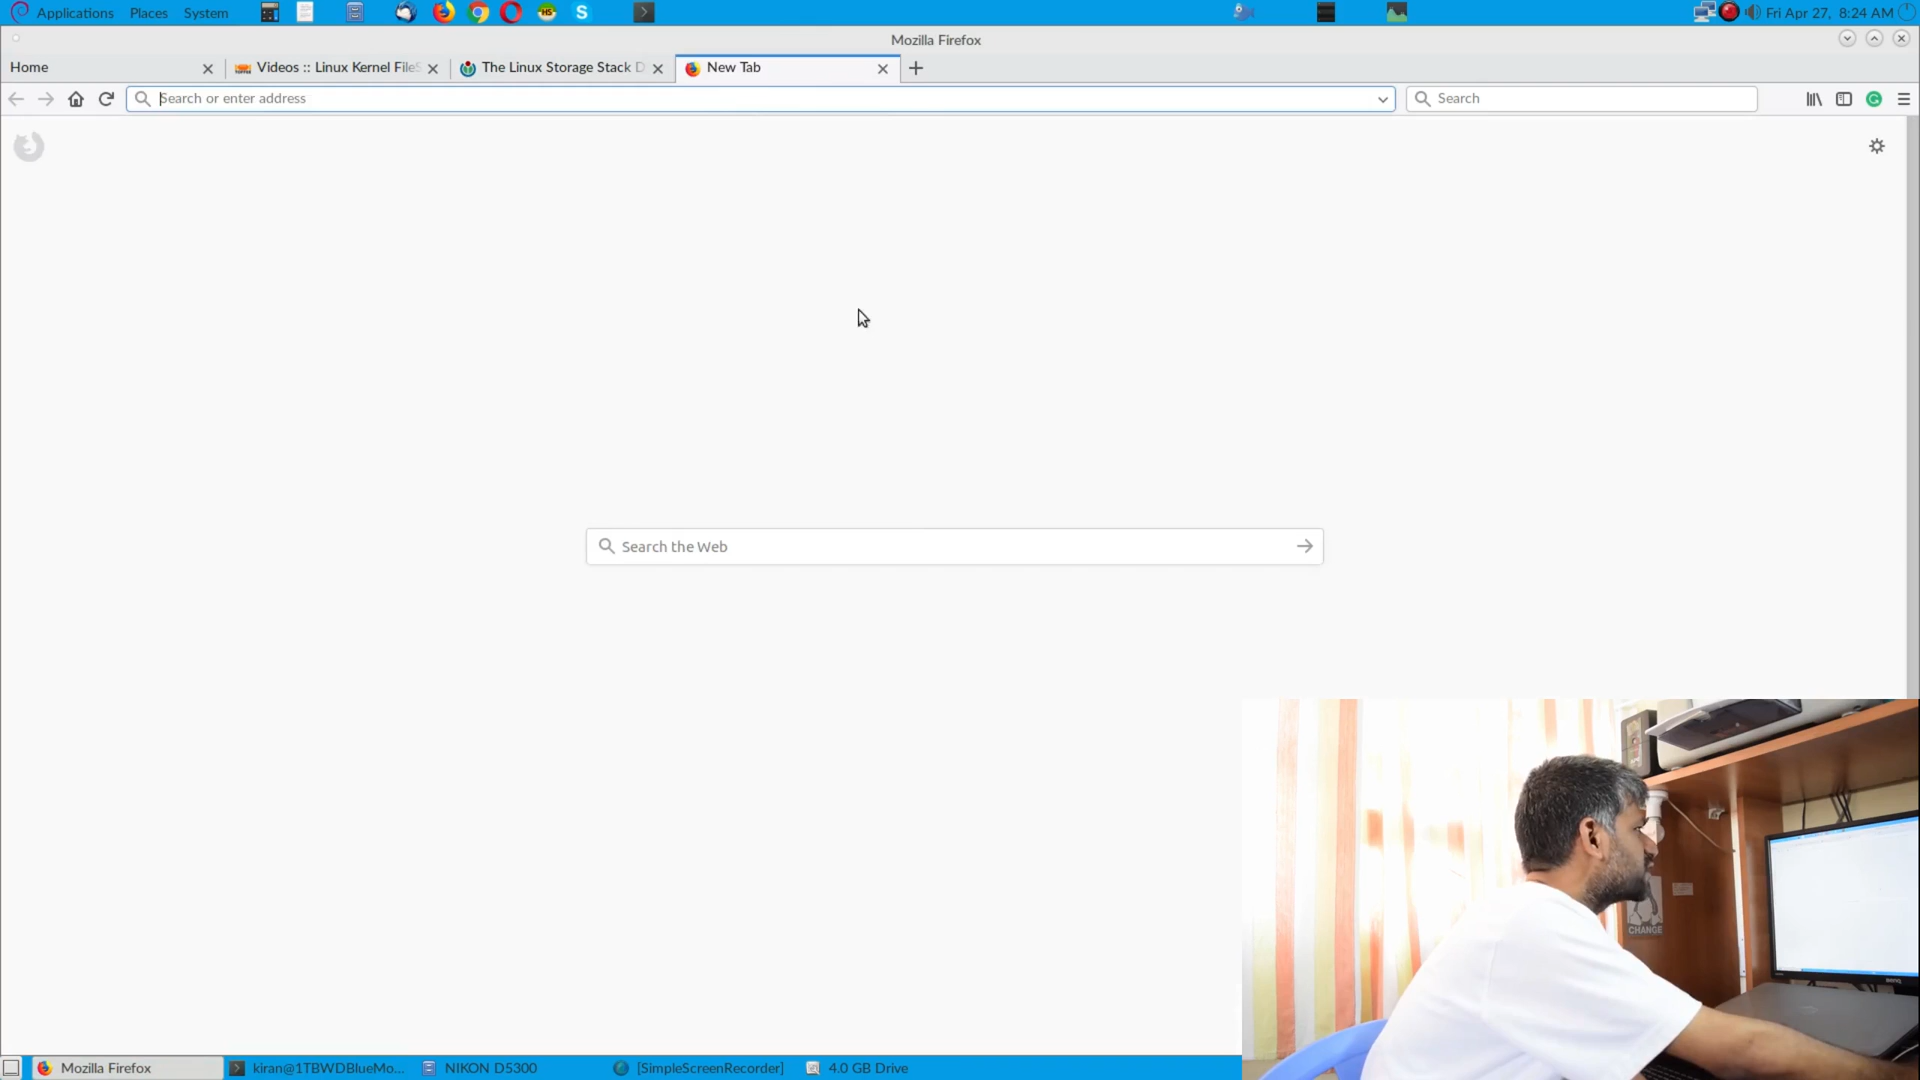 Applications Places System
Fri Apr 27, 8:24 AM
Mozilla Firefox
Home
Videos :: Linux Kernel FileS
The Linux Storage Stack D
New Tab
Search or enter address
Search
Search the Web
CHANGE
BenQ
Mozilla Firefox
kiran@1TBWDBlueMo...
NIKON D5300
[SimpleScreenRecorder]
4.0 GB Drive